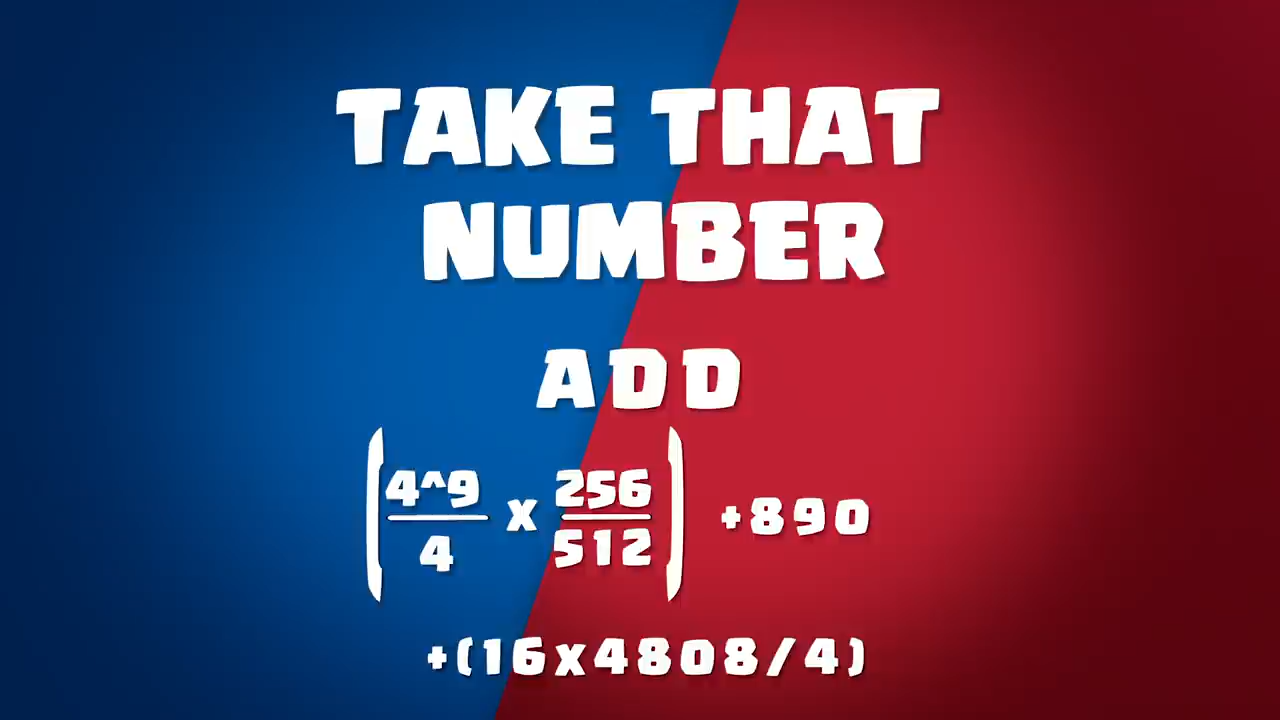 TAKE THAT
NUMBER
ADD
(4^9/4 x 256/512) +890
+(16x4808/4)